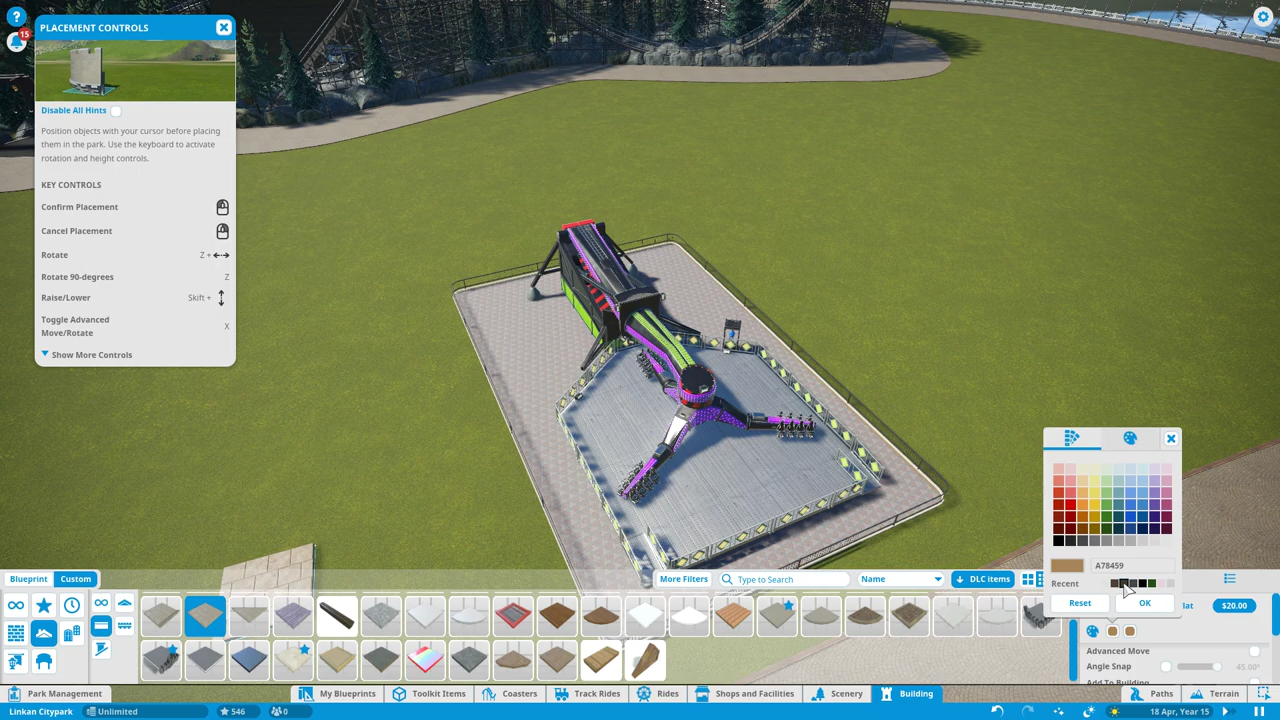 ?
15
PLACEMENT CONTROLS
Disable All Hints
Position objects with your cursor before placing
them in the park. Use the keyboard to activate
rotation and height controls.
KEY CONTROLS
Confirm Placement
Cancel Placement
Rotate Z +
Rotate 90-degrees Z
Raise/Lower Skift +
Toggle Advanced
Move/Rotate X
Show More Controls
A78459
Recent
Reset OK
Blueprint Custom
More Filters Type to Search Name DLC items
lat $20.00
Advanced Move
Angle Snap 45.00°
Park Management My Blueprints Toolkit Items Coasters Track Rides Rides Shops and Facilities Scenery Building Paths Terrain
Linkan Citypark Unlimited 546 0 18 Apr, Year 15